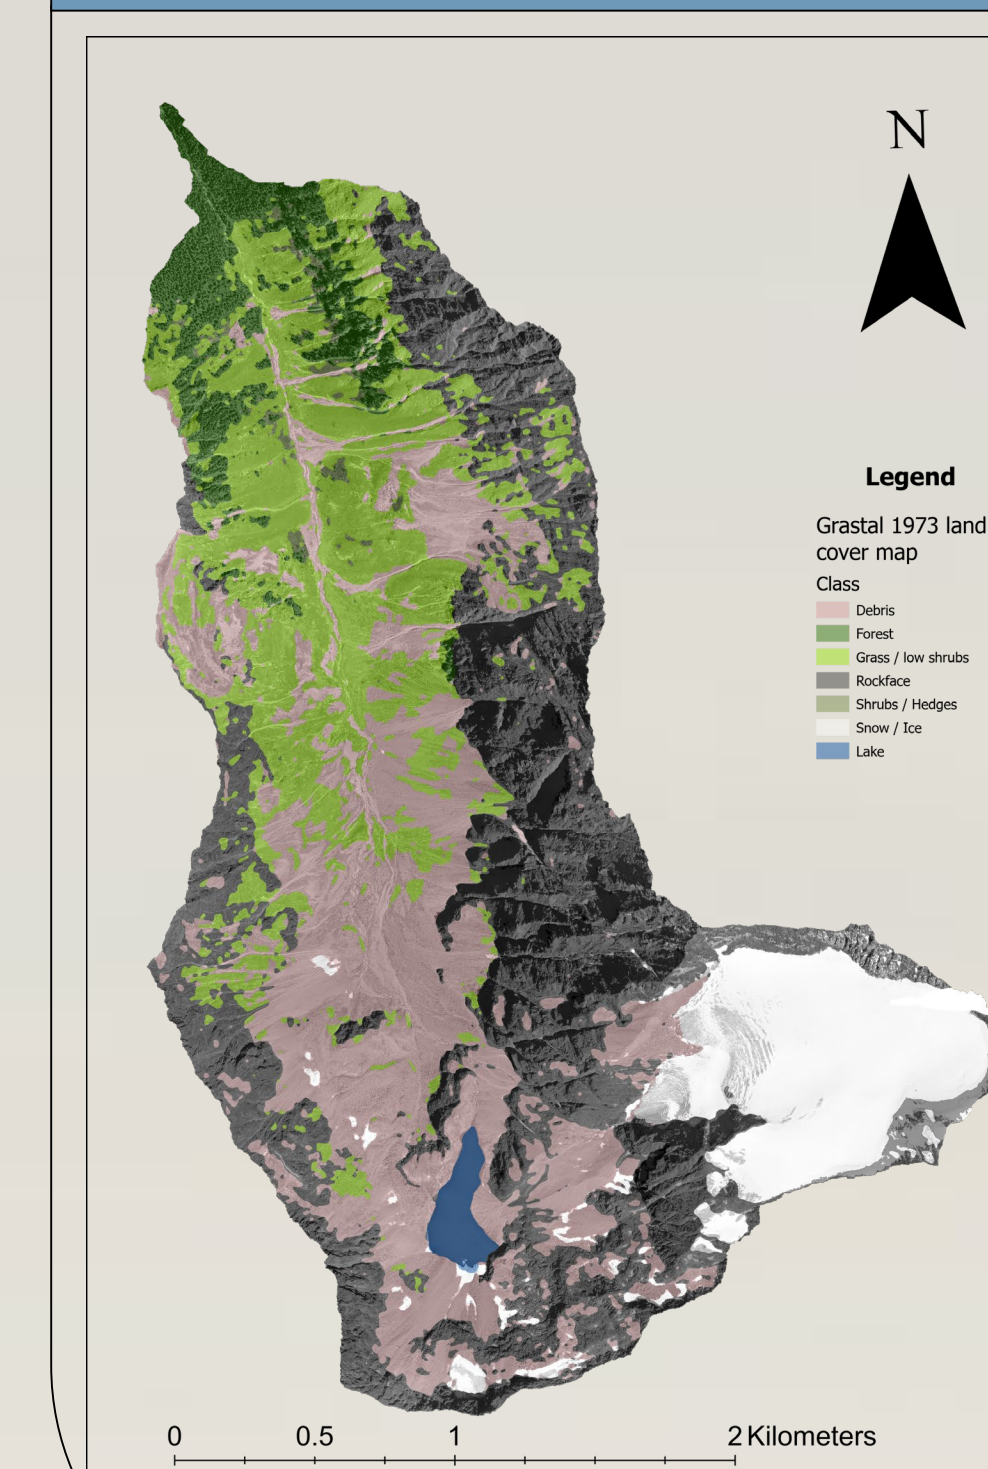 N
Legend
Grastal 1973 land
cover map
Class
Debris
Forest
Grass / low shrubs
Rockface
Shrubs / Hedges
Snow / Ice
Lake
0 0.5 1 2 Kilometers